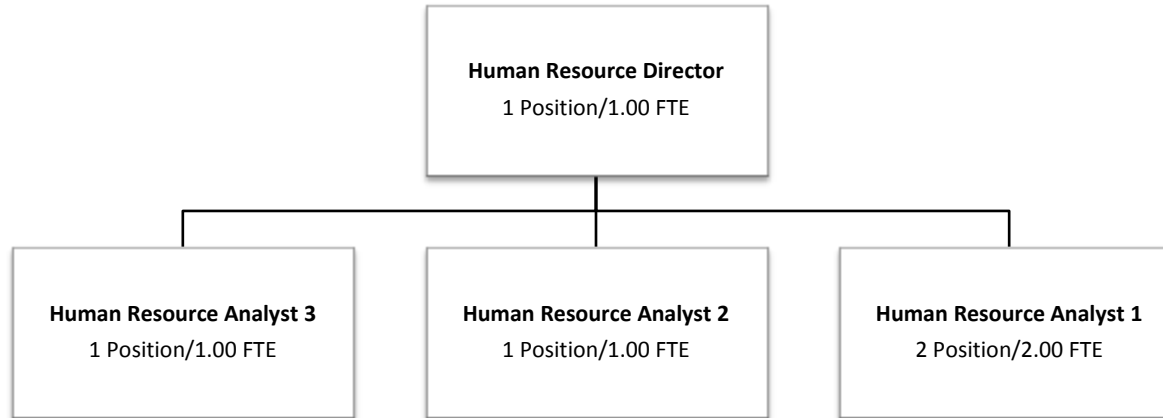 Human Resource Director
1 Position/1.00 FTE
Human Resource Analyst 3
1 Position/1.00 FTE
Human Resource Analyst 2
1 Position/1.00 FTE
Human Resource Analyst 1
2 Position/2.00 FTE